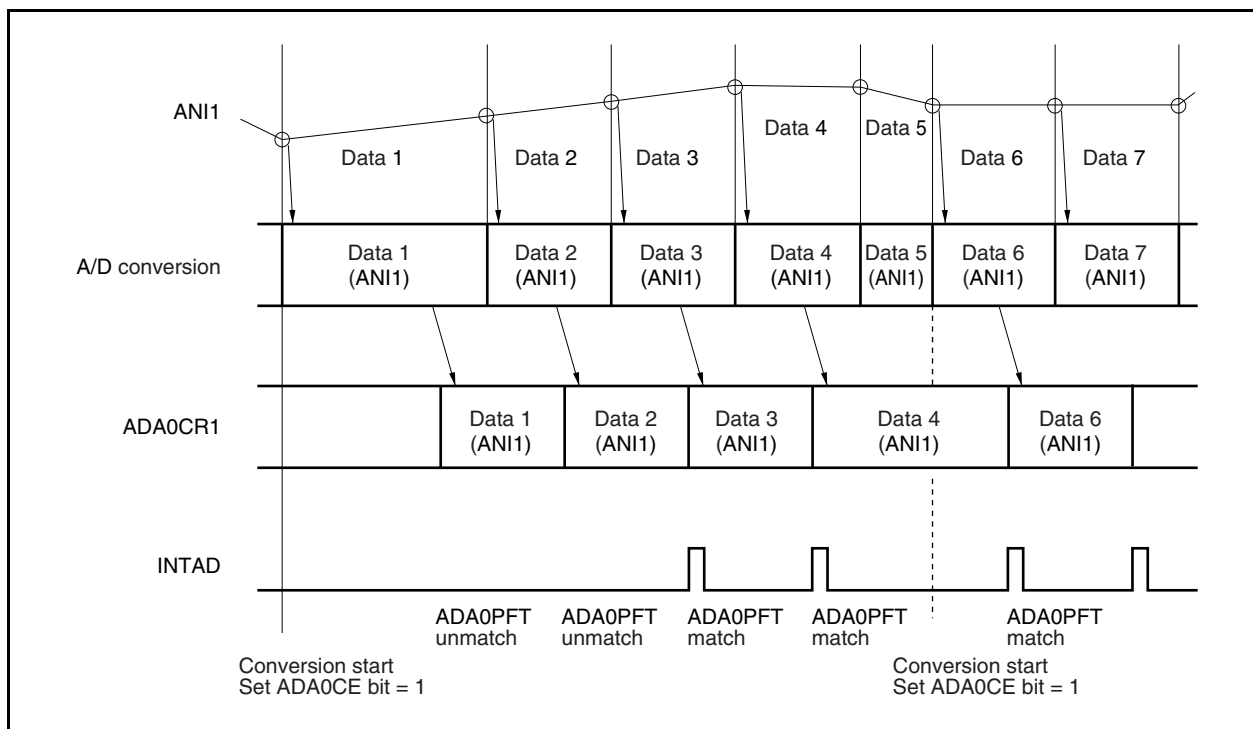 ANI1
Data 1
Data 2
Data 3
Data 4
Data 5
Data 6
Data 7
A/D conversion
Data 1
(ANI1)
Data 2
(ANI1)
Data 3
(ANI1)
Data 4
(ANI1)
Data 5
(ANI1)
Data 6
(ANI1)
Data 7
(ANI1)
ADA0CR1
Data 1
(ANI1)
Data 2
(ANI1)
Data 3
(ANI1)
Data 4
(ANI1)
Data 6
(ANI1)
INTAD
ADA0PFT
unmatch
ADA0PFT
unmatch
ADA0PFT
match
ADA0PFT
match
ADA0PFT
match
Conversion start
Set ADA0CE bit = 1
Conversion start
Set ADA0CE bit = 1